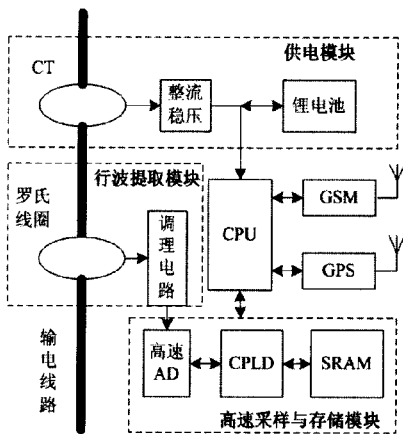 供电模块
CT
整流
稳压
锂电池
行波提取模块
罗氏
线圈
调
理
电
路
CPU
GSM
GPS
输
电
线
路
高速
AD
CPLD
SRAM
高速采样与存储模块